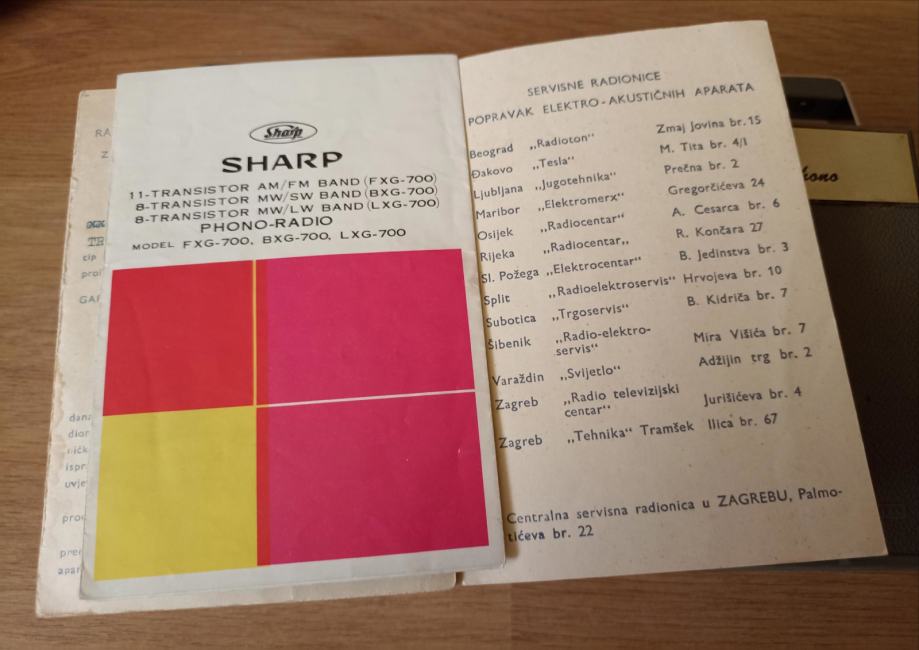 Sharp
SHARP
11-TRANSISTOR AM/FM BAND (FXG-700)
8-TRANSISTOR MW/SW BAND (BXG-700)
8-TRANSISTOR MW/LW BAND (LXG-700)
PHONO-RADIO
MODEL FXG-700, BXG-700, LXG-700
SERVISNE RADIONICE
POPRAVAK ELEKTRO-AKUSTIČNIH APARATA
Beograd „Radioton“ Zmaj Jovina br. 15
Đakovo „Tesla“ M. Tita br. 4/I
Ljubljana „Jugotehnika“ Prečna br. 2
Maribor „Elektromerx“ Gregorčićeva 24
Osijek „Radiocentar“ A. Cesarca br. 6
Rijeka „Radiocentar„ R. Končara 27
Sl. Požega „Elektrocentar“ B. Jedinstva br. 3
Split „Radioelektroservis“ Hrvojeva br. 10
Subotica „Trgoservis“ B. Kidriča br. 7
Šibenik „Radio-elektro-
servis“ Mira Višića br. 7
Varaždin „Svijetlo“ Adžijin trg br. 2
Zagreb „Radio televizijski
centar“ Jurišićeva br. 4
Zagreb „Tehnika“ Tramšek Ilica br. 67
Centralna servisna radionica u ZAGREBU, Palmo-
tićeva br. 22